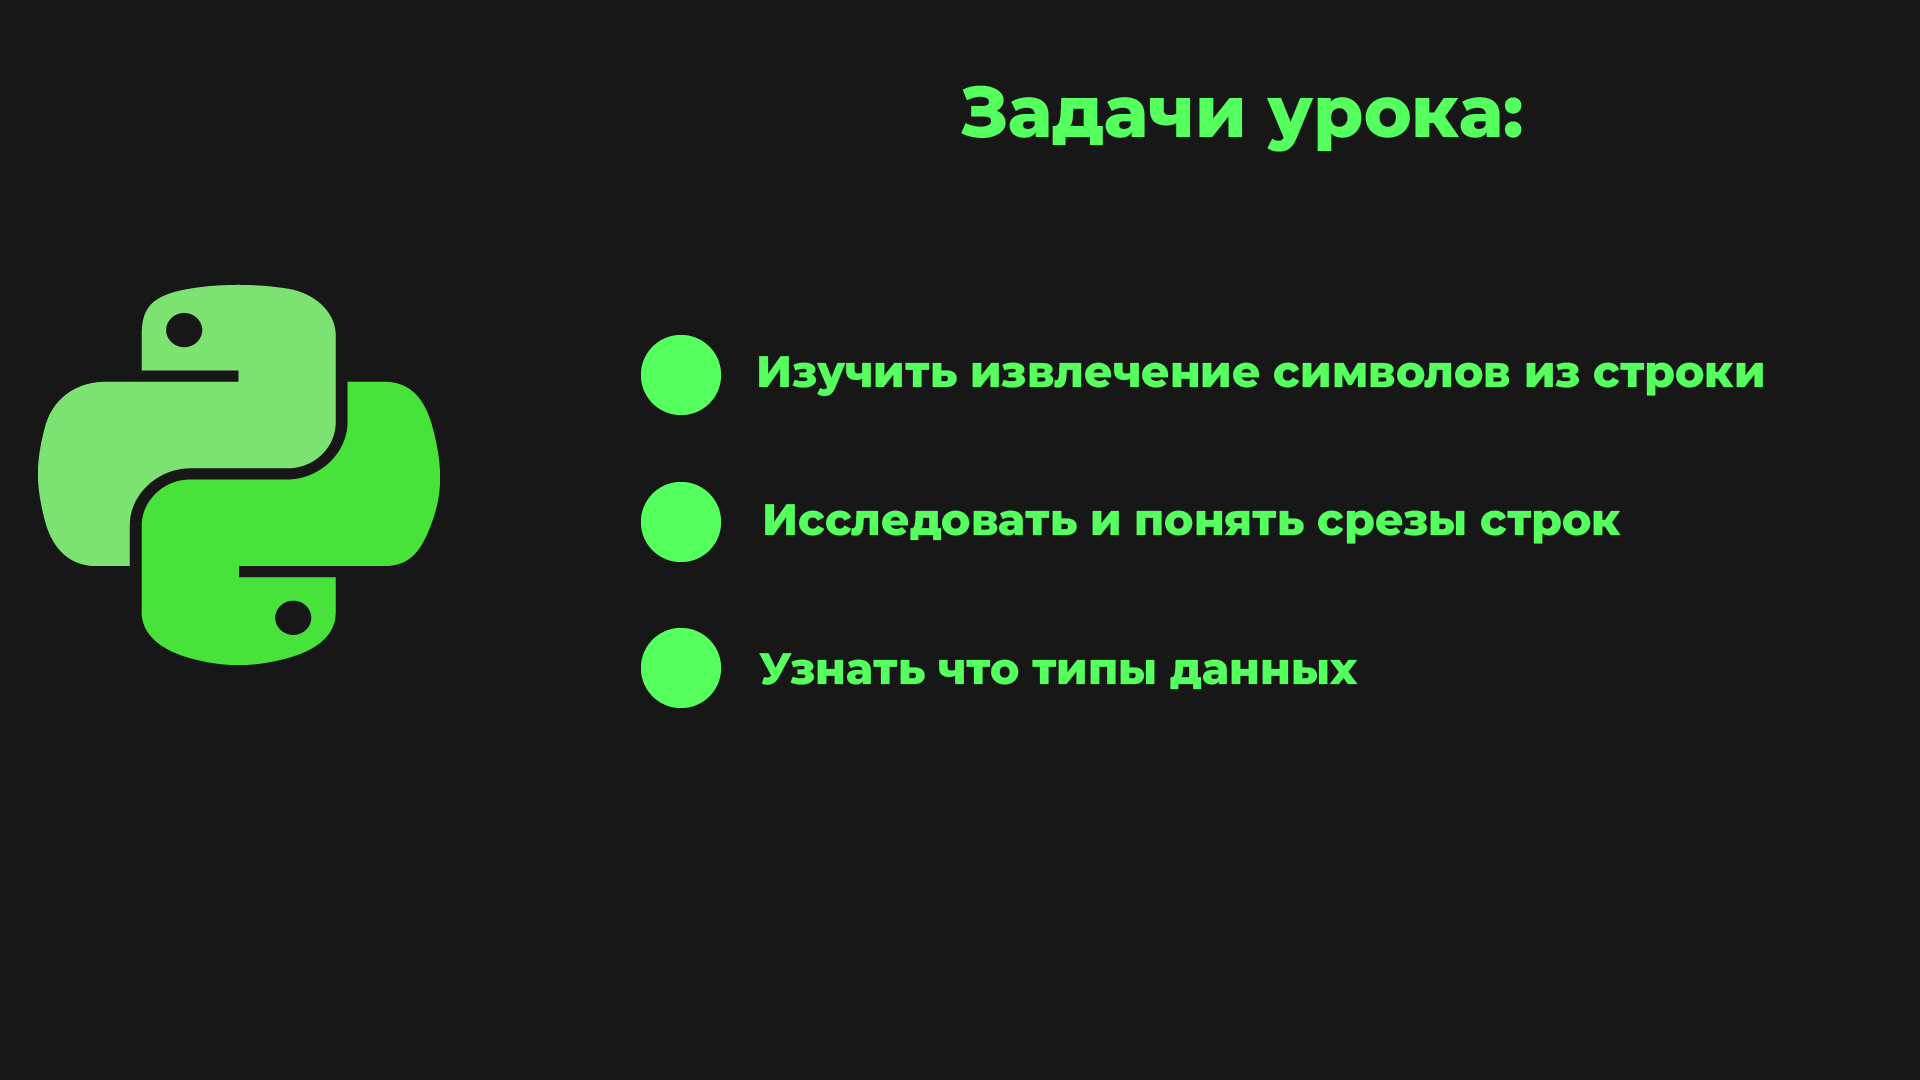 Задачи урока:
Изучить извлечение символов из строки
Исследовать и понять срезы строк
Узнать что типы данных